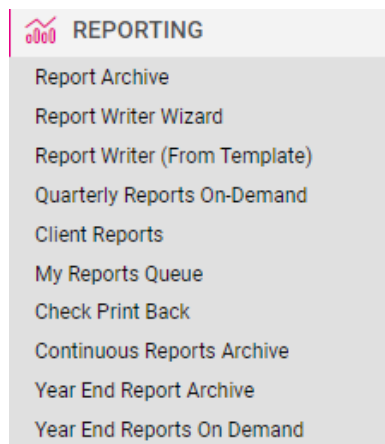 REPORTING
Report Archive
Report Writer Wizard
Report Writer (From Template)
Quarterly Reports On-Demand
Client Reports
My Reports Queue
Check Print Back
Continuous Reports Archive
Year End Report Archive
Year End Reports On Demand